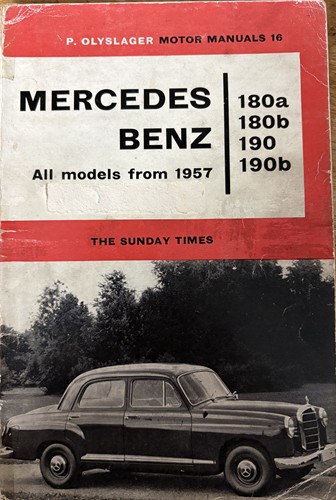 P. OLYSLAGER MOTOR MANUALS 16
MERCEDES
BENZ
All models from 1957
180a
180b
190
190b
THE SUNDAY TIMES